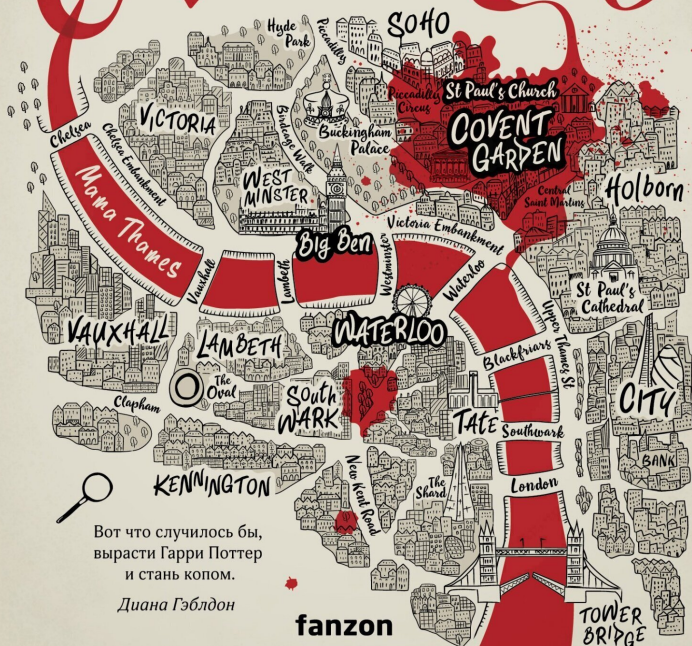 Hyde
Park
Piccadilly
SOHO
Piccadilly
Circus
St Paul's Church
COVENT
GARDEN
VICTORIA
Birdcage Walk
Buckingham
Palace
Chelsea
Chelsea Embankment
WEST
MINSTER
Central
Saint Martins
Holborn
Mama Thames
Big Ben
Victoria Embankment
Vauxhall
Lambeth
Westminster
Waterloo
St Paul's
Cathedral
VAUXHALL
LAMBETH
WATERLOO
Upper Thames St
Blackfriars
The
Oval
Clapham
South
WARK
TATE
CITY
Southwark
BANK
KENNINGTON
New Kent Road
The
Shard
London
Вот что случилось бы,
вырасти Гарри Поттер
и стань копом.
Диана Гэблдон
fanzon
TOWER
BRIDGE